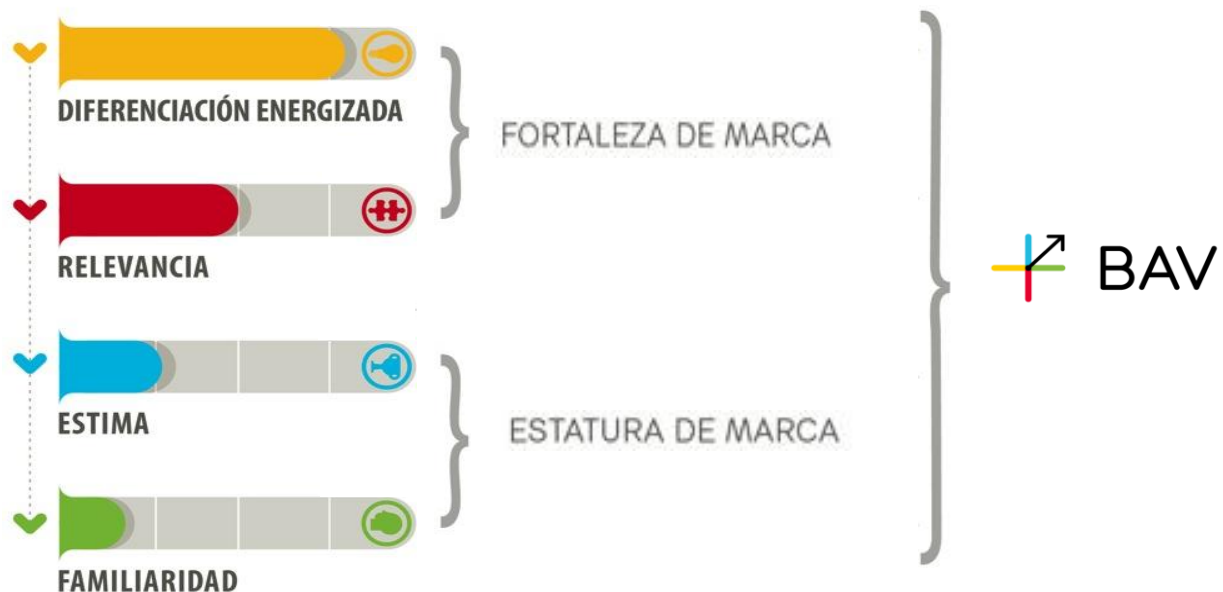 DIFERENCIACIÓN ENERGIZADA
FORTALEZA DE MARCA
RELEVANCIA
BAV
ESTIMA
ESTATURA DE MARCA
FAMILIARIDAD